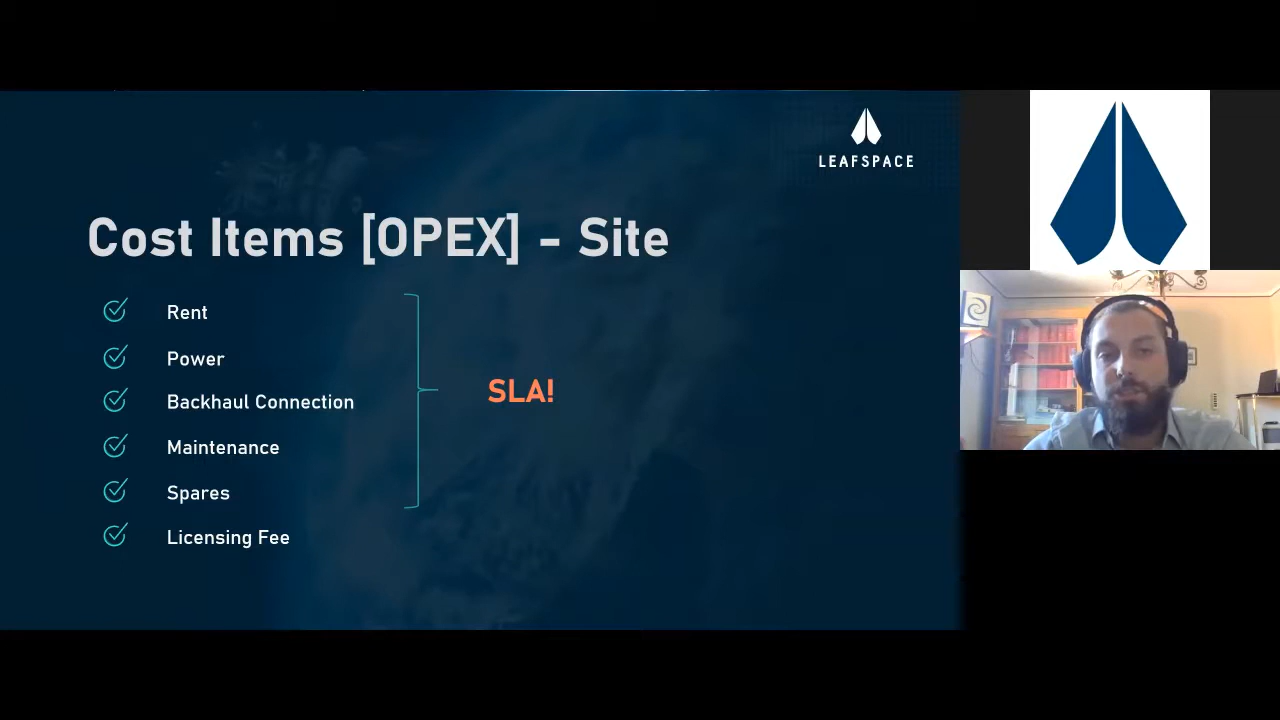 LEAFSPACE
Cost Items [OPEX] - Site
Rent
Power
Backhaul Connection
Maintenance
Spares
Licensing Fee
SLA!